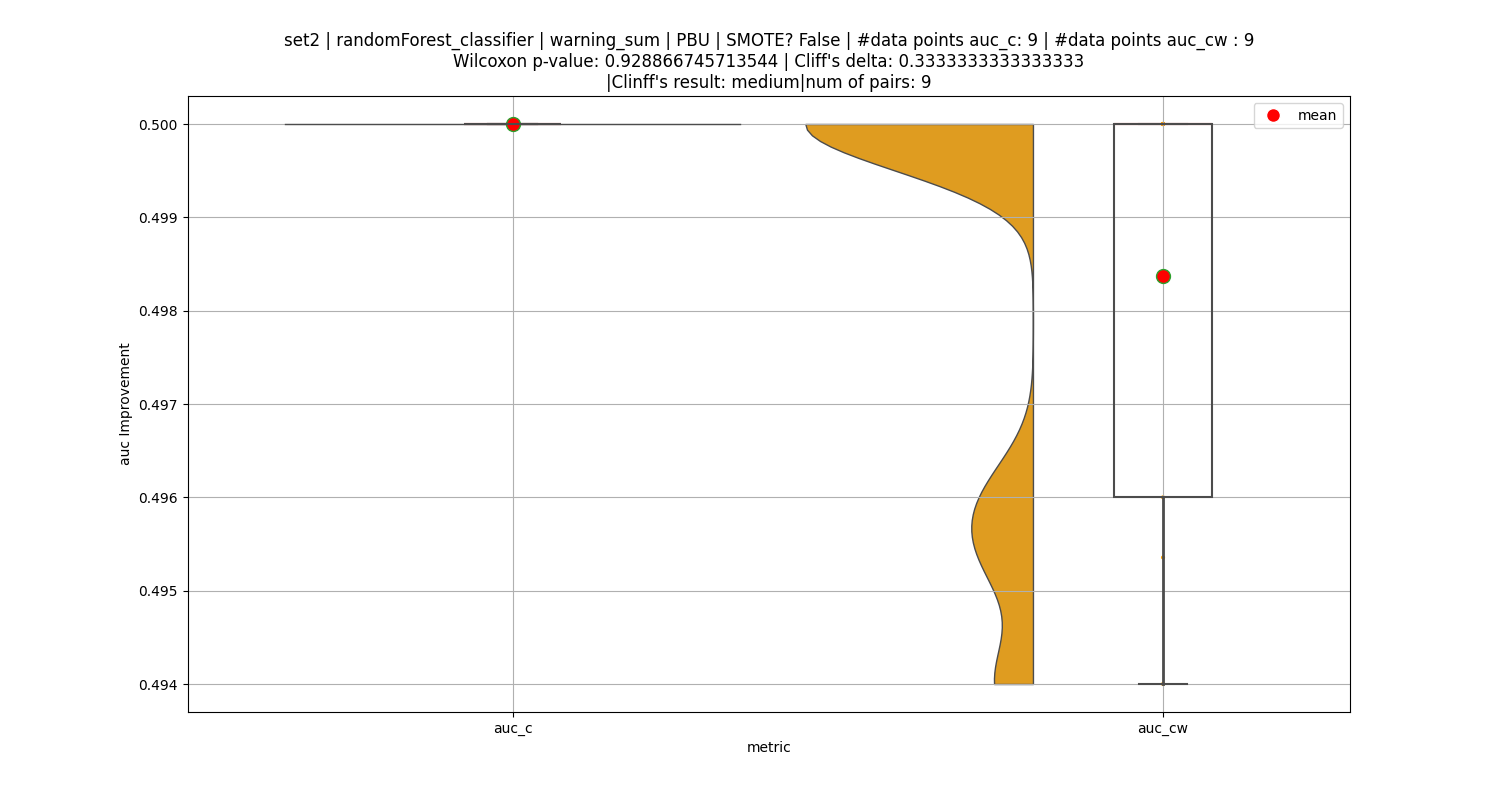 set2 | randomForest_classifier | warning_sum | PBU | SMOTE? False | #data points auc_c: 9 | #data points auc_cw : 9
Wilcoxon p-value: 0.928866745713544 | Cliff's delta: 0.3333333333333333
|Clinff's result: medium|num of pairs: 9
mean
0.500
0.499
0.498
0.497
0.496
0.495
0.494
auc Improvement
auc_c
auc_cw
metric